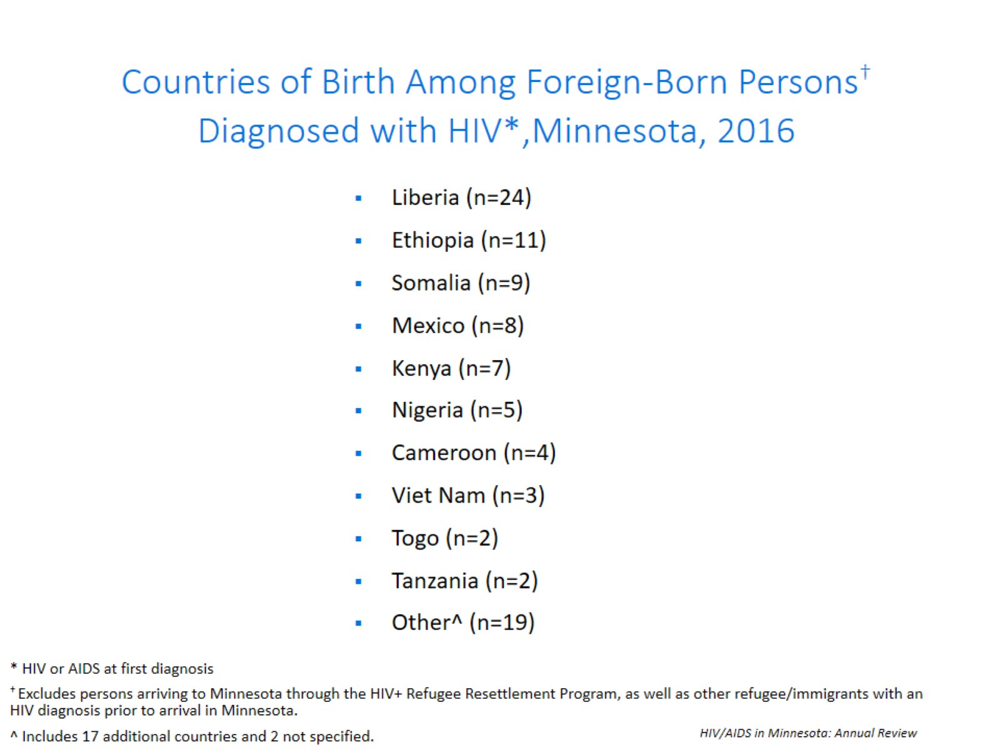 Countries of Birth Among Foreign-Born Persons†
Diagnosed with HIV*,Minnesota, 2016
▪ Liberia (n=24)
▪ Ethiopia (n=11)
▪ Somalia (n=9)
▪ Mexico (n=8)
▪ Kenya (n=7)
▪ Nigeria (n=5)
▪ Cameroon (n=4)
▪ Viet Nam (n=3)
▪ Togo (n=2)
▪ Tanzania (n=2)
▪ Other^ (n=19)
* HIV or AIDS at first diagnosis
† Excludes persons arriving to Minnesota through the HIV+ Refugee Resettlement Program, as well as other refugee/immigrants with an
HIV diagnosis prior to arrival in Minnesota.
^ Includes 17 additional countries and 2 not specified.
HIV/AIDS in Minnesota: Annual Review